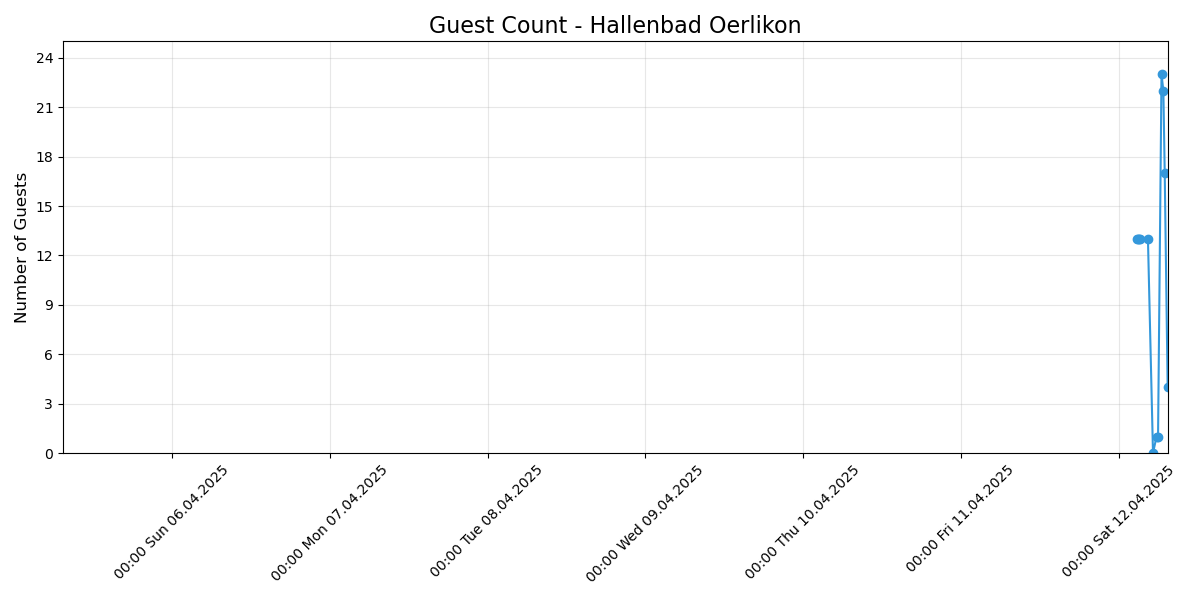 Guest Count - Hallenbad Oerlikon
Number of Guests
24
21
18
15
12
9
6
3
0
00:00 Sun 06.04.2025
00:00 Mon 07.04.2025
00:00 Tue 08.04.2025
00:00 Wed 09.04.2025
00:00 Thu 10.04.2025
00:00 Fri 11.04.2025
00:00 Sat 12.04.2025